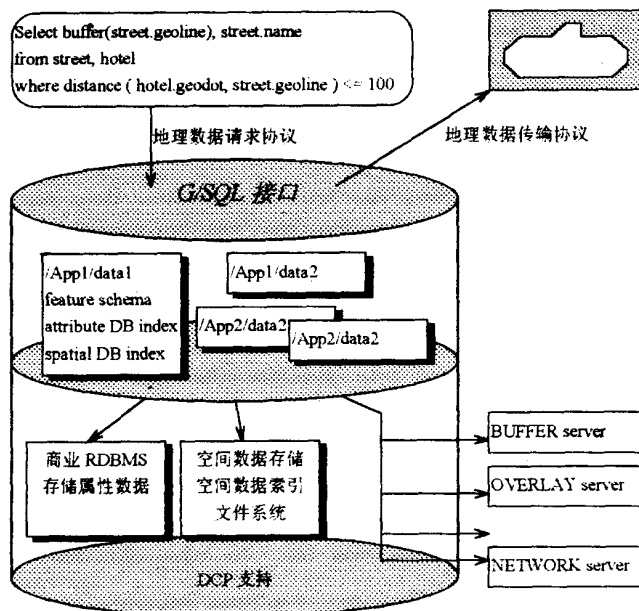 Select buffer(street.geoline), street.name
from street, hotel
where distance ( hotel.geodot, street.geoline ) <= 100
地理数据请求协议
地理数据传输协议
G/SQL 接口
/App1/data1
feature schema
attribute DB index
spatial DB index
/App1/data2
/App2/data2
/App2/data2
商业 RDBMS
存储属性数据
空间数据存储
空间数据索引
文件系统
BUFFER server
OVERLAY server
NETWORK server
DCP 支持